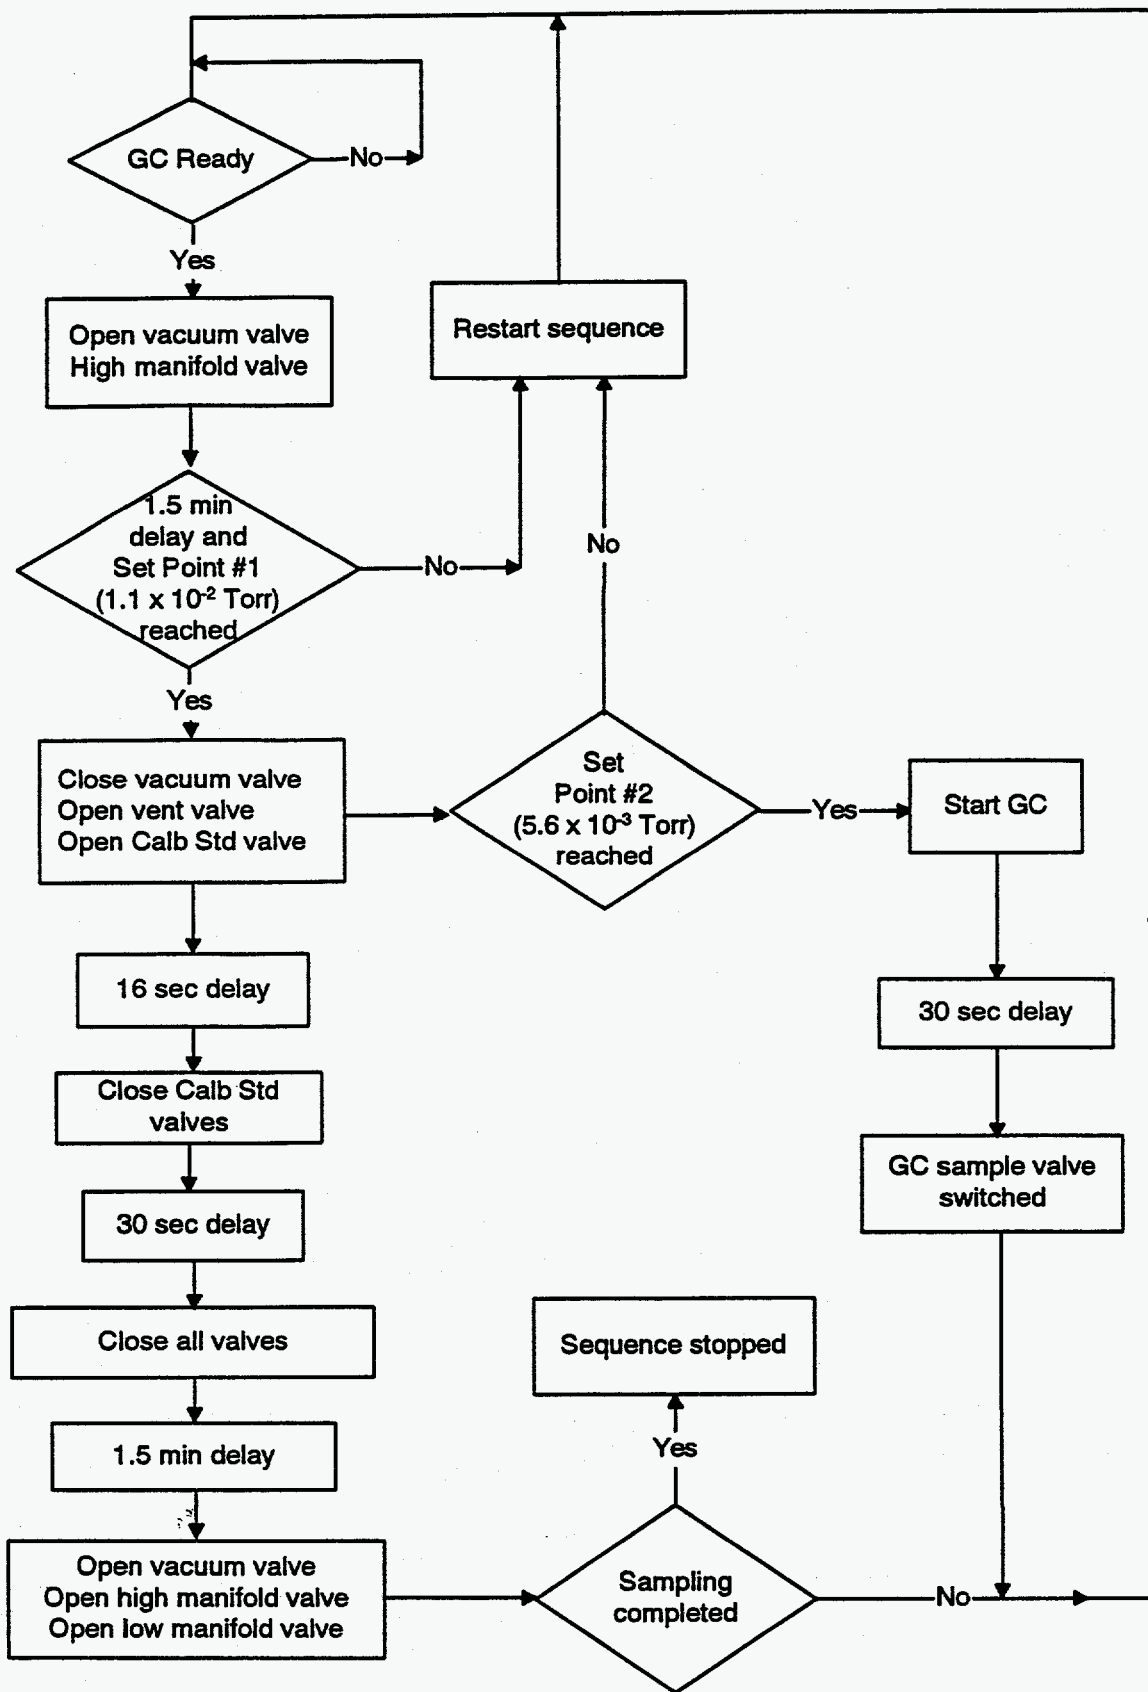 GC Ready
No
Yes
Open vacuum valve
High manifold valve
Restart sequence
1.5 min
delay and
Set Point #1
(1.1 x 10⁻² Torr)
reached
No
No
Yes
Close vacuum valve
Open vent valve
Open Calb Std valve
Set
Point #2
(5.6 x 10⁻³ Torr)
reached
Yes
Start GC
16 sec delay
30 sec delay
Close Calb Std
valves
GC sample valve
switched
30 sec delay
Close all valves
Sequence stopped
1.5 min delay
Yes
Open vacuum valve
Open high manifold valve
Open low manifold valve
Sampling
completed
No